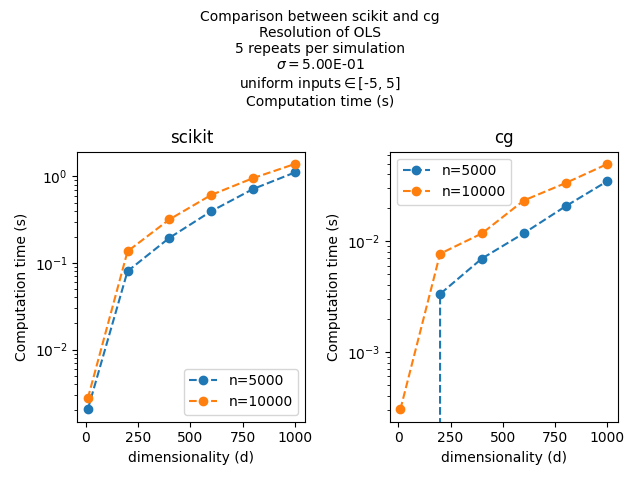 Comparison between scikit and cg
Resolution of OLS
5 repeats per simulation
σ = 5.00E-01
uniform inputs ∈ [-5, 5]
Computation time (s)
scikit
Computation time (s)
10⁰
10⁻¹
10⁻²
n=5000
n=10000
0 250 500 750 1000
dimensionality (d)
cg
Computation time (s)
n=5000
n=10000
10⁻²
10⁻³
0 250 500 750 1000
dimensionality (d)